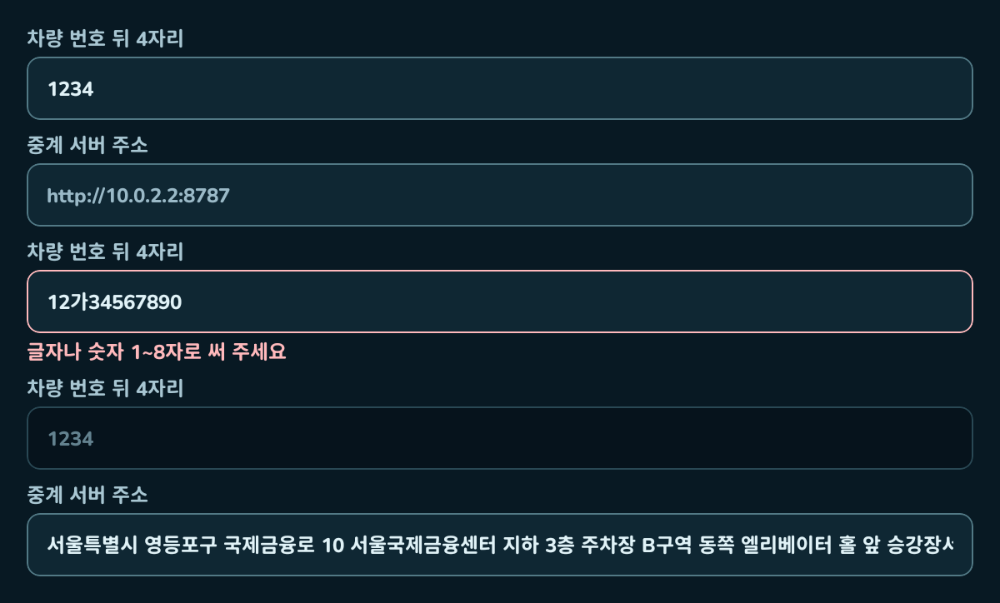 차량 번호 뒤 4자리
1234
중계 서버 주소
http://10.0.2.2:8787
차량 번호 뒤 4자리
12가34567890
글자나 숫자 1~8자로 써 주세요
차량 번호 뒤 4자리
1234
중계 서버 주소
서울특별시 영등포구 국제금융로 10 서울국제금융센터 지하 3층 주차장 B구역 동쪽 엘리베이터 홀 앞 승강장